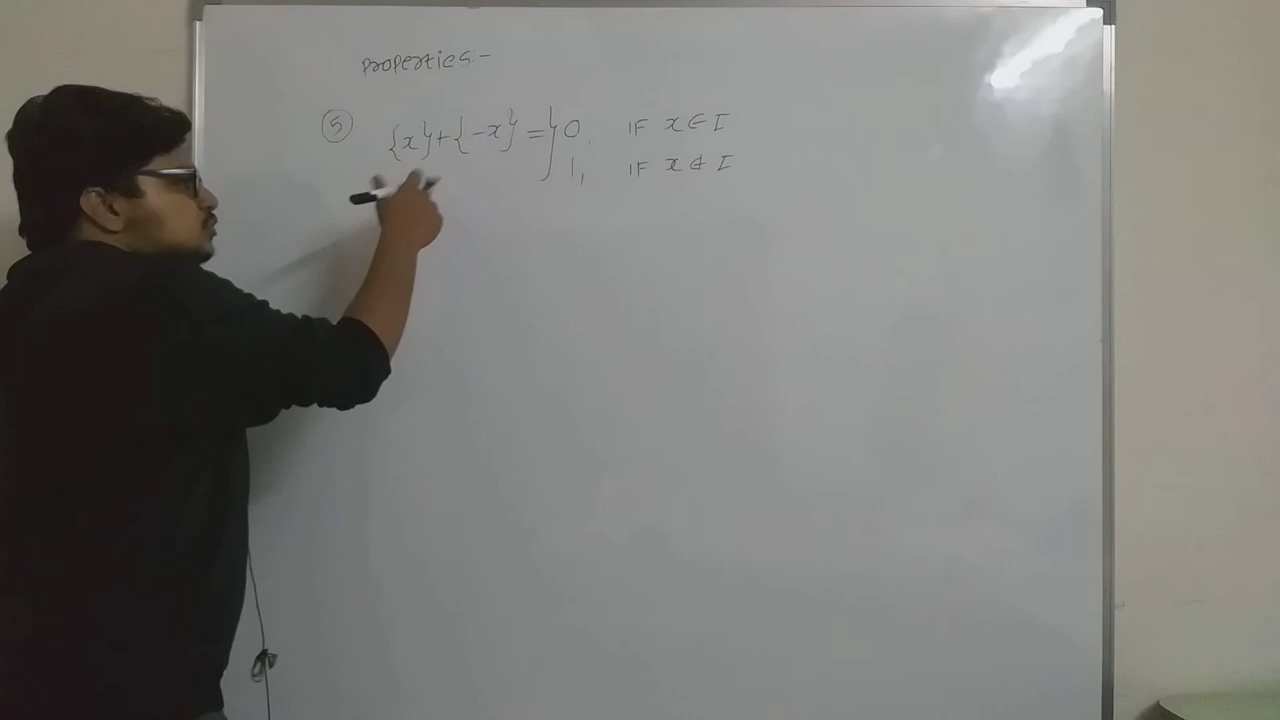 Properties:-
⑤ {x}+{-x} = { 0, IF x ∈ I
1, IF x ∉ I